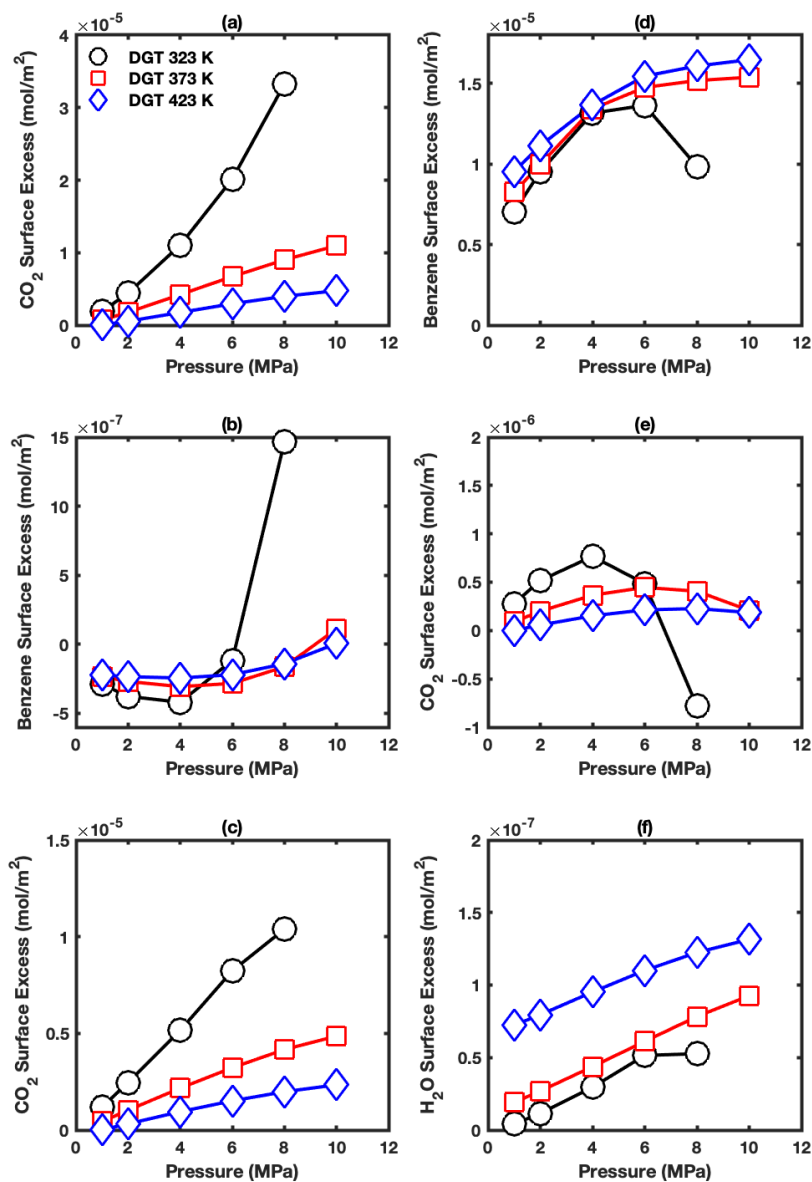 (a)
×10⁻⁵
CO₂ Surface Excess (mol/m²)
4
3
2
1
0
DGT 323 K
DGT 373 K
DGT 423 K
0 2 4 6 8 10 12
Pressure (MPa)
(d)
×10⁻⁵
Benzene Surface Excess (mol/m²)
1.5
1
0.5
0
0 2 4 6 8 10 12
Pressure (MPa)
(b)
×10⁻⁷
Benzene Surface Excess (mol/m²)
15
10
5
0
-5
0 2 4 6 8 10 12
Pressure (MPa)
(e)
×10⁻⁶
CO₂ Surface Excess (mol/m²)
2
1.5
1
0.5
0
-0.5
-1
0 2 4 6 8 10 12
Pressure (MPa)
(c)
×10⁻⁵
CO₂ Surface Excess (mol/m²)
1.5
1
0.5
0
0 2 4 6 8 10 12
Pressure (MPa)
(f)
×10⁻⁷
H₂O Surface Excess (mol/m²)
2
1.5
1
0.5
0
0 2 4 6 8 10 12
Pressure (MPa)